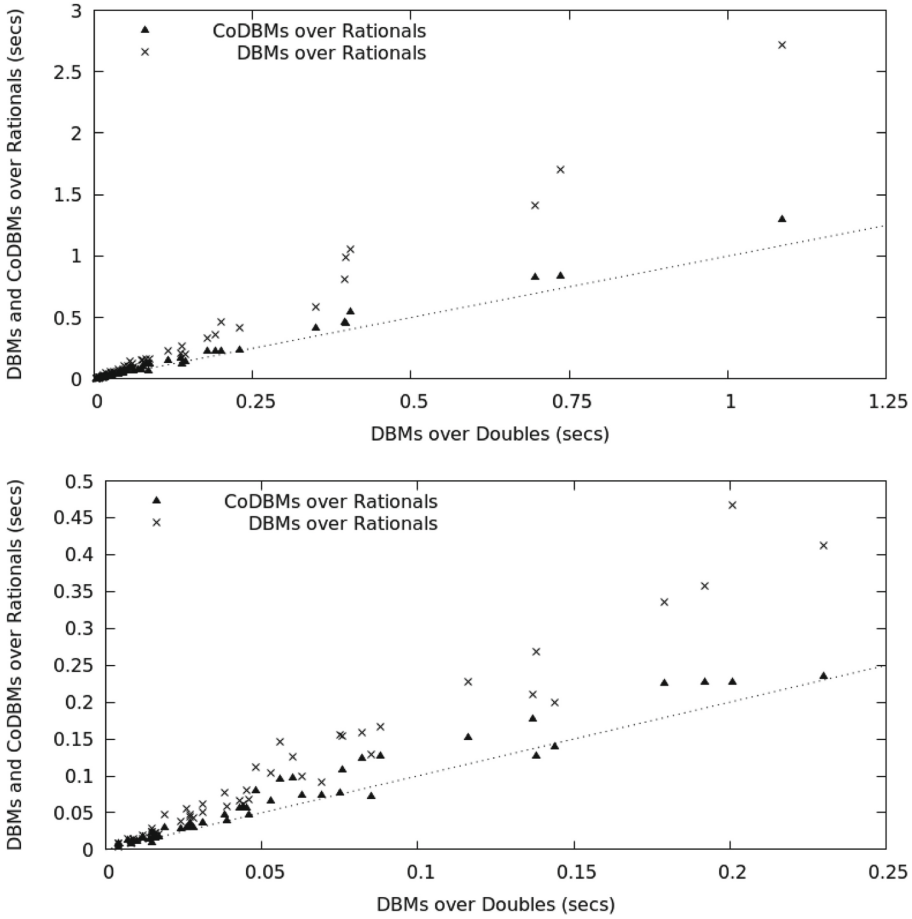 DBMs and CoDBMs over Rationals (secs)
3
2.5
2
1.5
1
0.5
0
CoDBMs over Rationals
DBMs over Rationals
0 0.25 0.5 0.75 1 1.25
DBMs over Doubles (secs)
DBMs and CoDBMs over Rationals (secs)
0.5
0.45
0.4
0.35
0.3
0.25
0.2
0.15
0.1
0.05
0
CoDBMs over Rationals
DBMs over Rationals
0 0.05 0.1 0.15 0.2 0.25
DBMs over Doubles (secs)